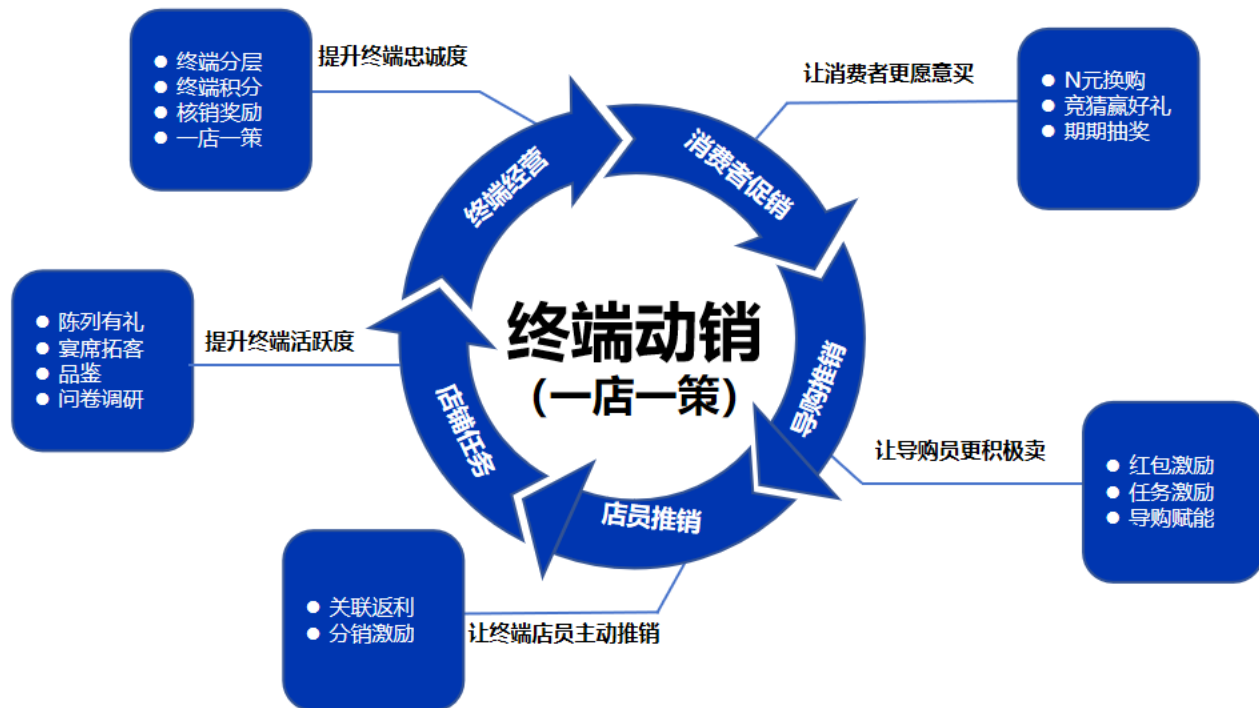 ● 终端分层
● 终端积分
● 核销奖励
● 一店一策
提升终端忠诚度
让消费者更愿意买
● N元换购
● 竞猜赢好礼
● 期期抽奖
终端经营
消费者促销
● 陈列有礼
● 宴席拓客
● 品鉴
● 问卷调研
提升终端活跃度
终端动销
（一店一策）
导购推销
店铺任务
让导购员更积极卖
● 红包激励
● 任务激励
● 导购赋能
店员推销
● 关联返利
● 分销激励
让终端店员主动推销